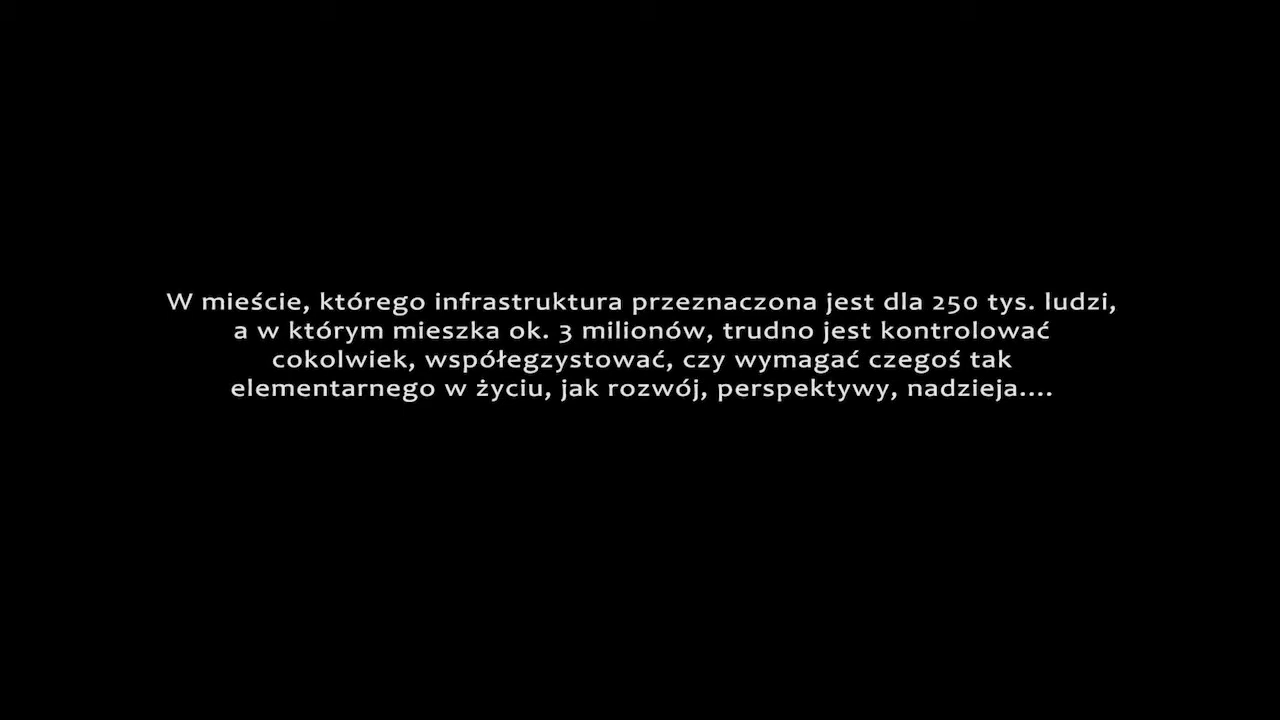 W mieście, którego infrastruktura przeznaczona jest dla 250 tys. ludzi,
a w którym mieszka ok. 3 milionów, trudno jest kontrolować
cokolwiek, współegzystować, czy wymagać czegoś tak
elementarnego w życiu, jak rozwój, perspektywy, nadzieja....